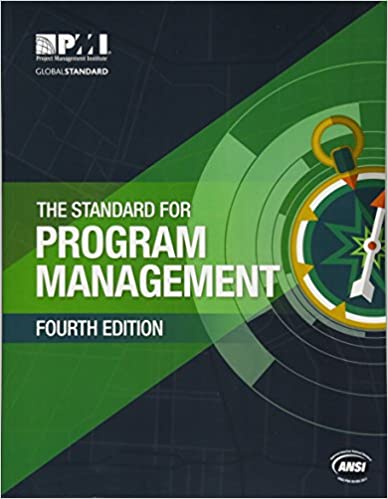 PMI
Project Management Institute
GLOBALSTANDARD
THE STANDARD FOR
PROGRAM
MANAGEMENT
FOURTH EDITION
ANSI